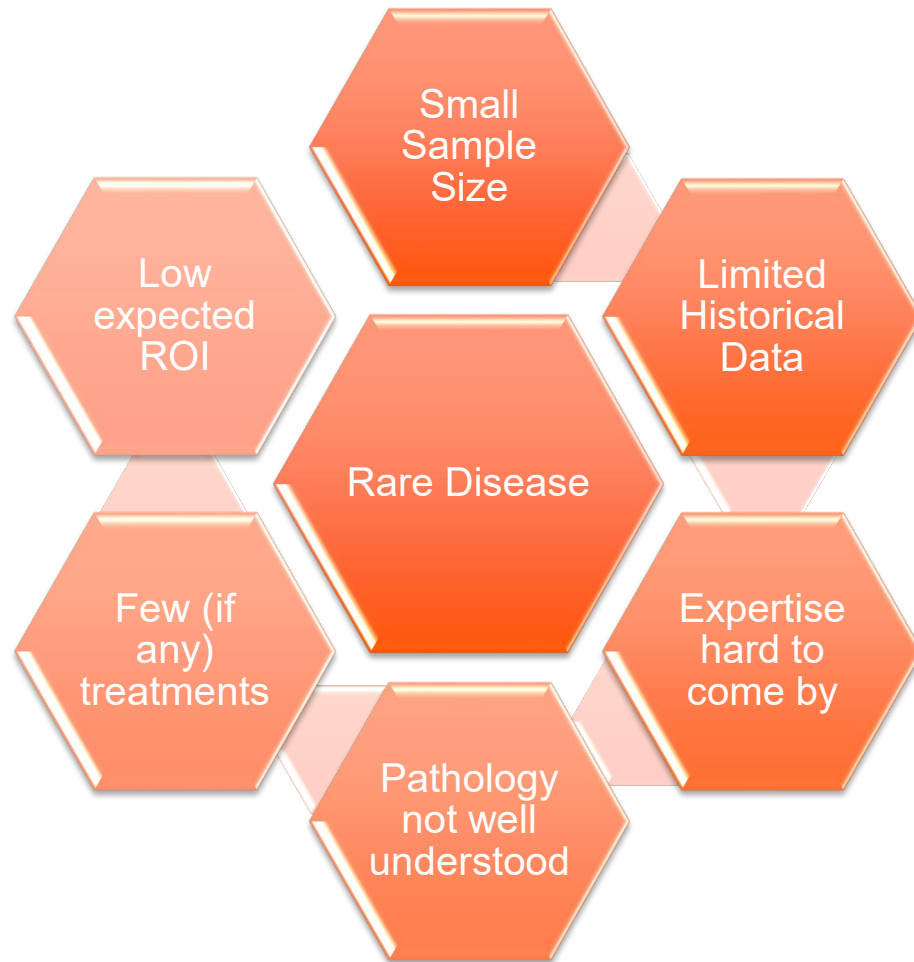 Small
Sample
Size
Limited
Historical
Data
Expertise
hard to
come by
Pathology
not well
understood
Few (if
any)
treatments
Low
expected
ROI
Rare Disease